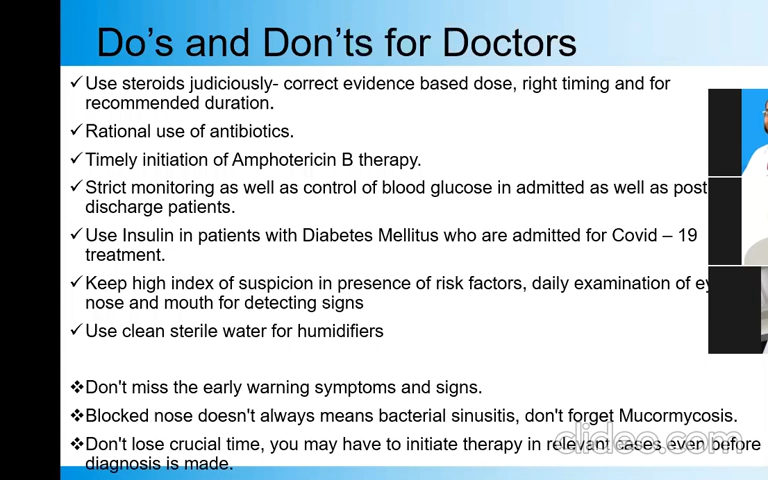 Do's and Don'ts for Doctors
✓Use steroids judiciously- correct evidence based dose, right timing and for
recommended duration.
✓Rational use of antibiotics.
✓Timely initiation of Amphotericin B therapy.
✓Strict monitoring as well as control of blood glucose in admitted as well as post
discharge patients.
✓Use Insulin in patients with Diabetes Mellitus who are admitted for Covid – 19
treatment.
✓Keep high index of suspicion in presence of risk factors, daily examination of
nose and mouth for detecting signs
✓Use clean sterile water for humidifiers
❖Don't miss the early warning symptoms and signs.
❖Blocked nose doesn't always means bacterial sinusitis, don't forget Mucormycosis.
❖Don't lose crucial time, you may have to initiate therapy in relevant cases even before
diagnosis is made.
clideo.com